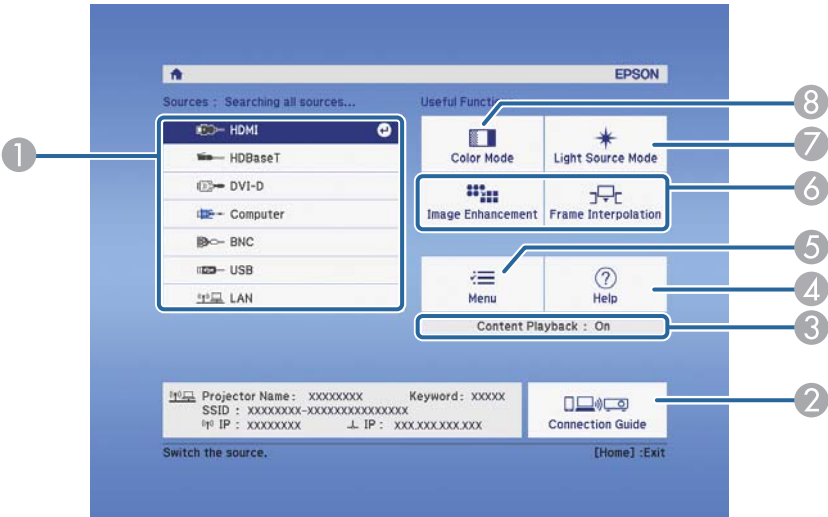 EPSON
Sources : Searching all sources...
Useful Functio
HDMI
HDBaseT
DVI-D
Computer
BNC
USB
LAN
Color Mode
Light Source Mode
Image Enhancement
Frame Interpolation
Menu
Help
Content Playback : On
Projector Name : XXXXXXXX Keyword : XXXXX
SSID : XXXXXXXX-XXXXXXXXXXXXXXX
IP : XXXXXXXX IP : XXX.XXX.XXX.XXX
Connection Guide
Switch the source.
[Home] :Exit
1
8
7
6
5
4
3
2